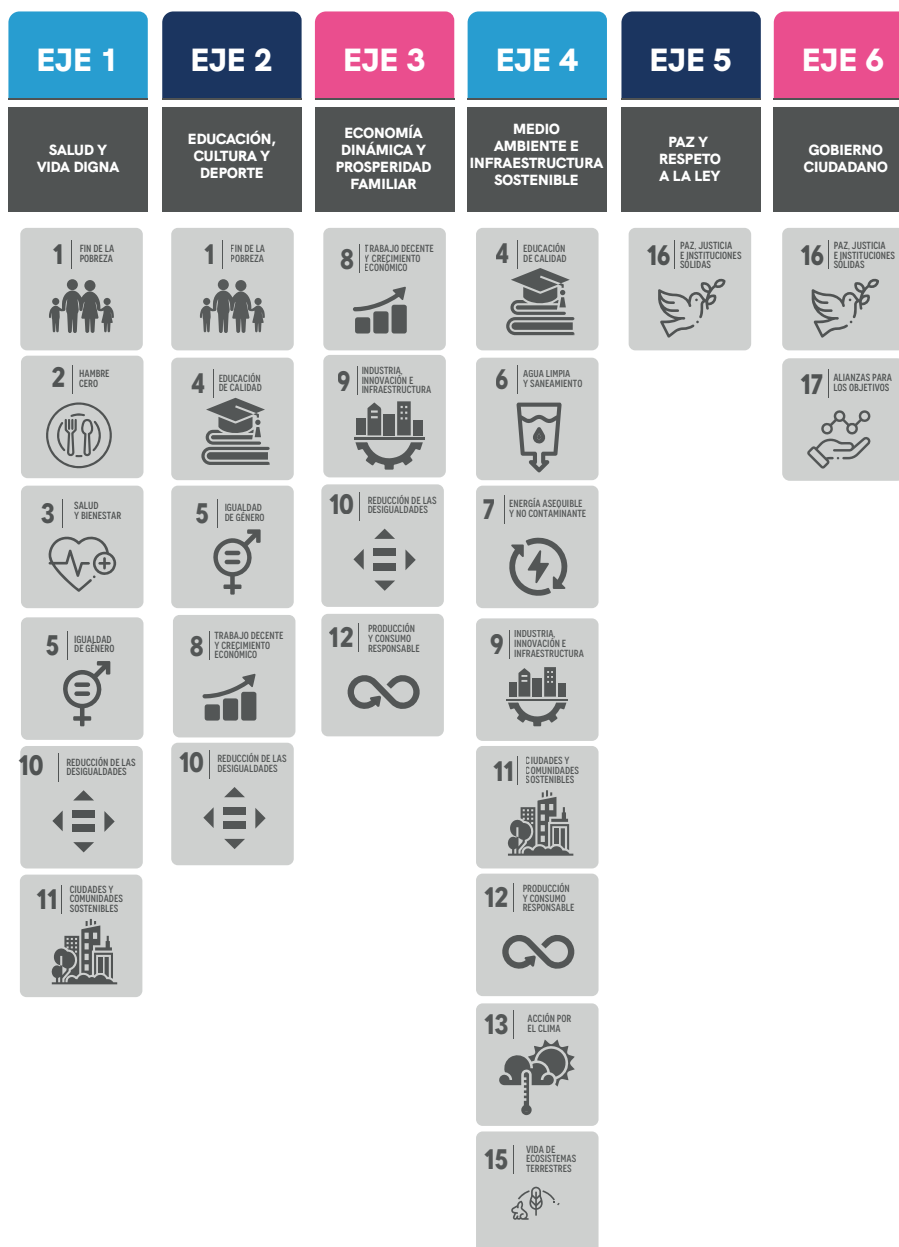 EJE 1
SALUD Y
VIDA DIGNA
1
FIN DE LA
POBREZA
2
HAMBRE
CERO
3
SALUD
Y BIENESTAR
5
IGUALDAD
DE GÉNERO
10
REDUCCIÓN DE LAS
DESIGUALDADES
11
CIUDADES Y
COMUNIDADES
SOSTENIBLES
EJE 2
EDUCACIÓN,
CULTURA Y
DEPORTE
1
FIN DE LA
POBREZA
4
EDUCACIÓN
DE CALIDAD
5
IGUALDAD
DE GÉNERO
8
TRABAJO DECENTE
Y CRECIMIENTO
ECONÓMICO
10
REDUCCIÓN DE LAS
DESIGUALDADES
EJE 3
ECONOMÍA
DINÁMICA Y
PROSPERIDAD
FAMILIAR
8
TRABAJO DECENTE
Y CRECIMIENTO
ECONÓMICO
9
INDUSTRIA,
INNOVACIÓN E
INFRAESTRUCTURA
10
REDUCCIÓN DE LAS
DESIGUALDADES
12
PRODUCCIÓN
Y CONSUMO
RESPONSABLE
EJE 4
MEDIO
AMBIENTE E
INFRAESTRUCTURA
SOSTENIBLE
4
EDUCACIÓN
DE CALIDAD
6
AGUA LIMPIA
Y SANEAMIENTO
7
ENERGÍA ASEQUIBLE
Y NO CONTAMINANTE
9
INDUSTRIA,
INNOVACIÓN E
INFRAESTRUCTURA
11
CIUDADES Y
COMUNIDADES
SOSTENIBLES
12
PRODUCCIÓN
Y CONSUMO
RESPONSABLE
13
ACCIÓN POR
EL CLIMA
15
VIDA DE
ECOSISTEMAS
TERRESTRES
EJE 5
PAZ Y
RESPETO
A LA LEY
16
PAZ, JUSTICIA
E INSTITUCIONES
SÓLIDAS
EJE 6
GOBIERNO
CIUDADANO
16
PAZ, JUSTICIA
E INSTITUCIONES
SÓLIDAS
17
ALIANZAS PARA
LOS OBJETIVOS